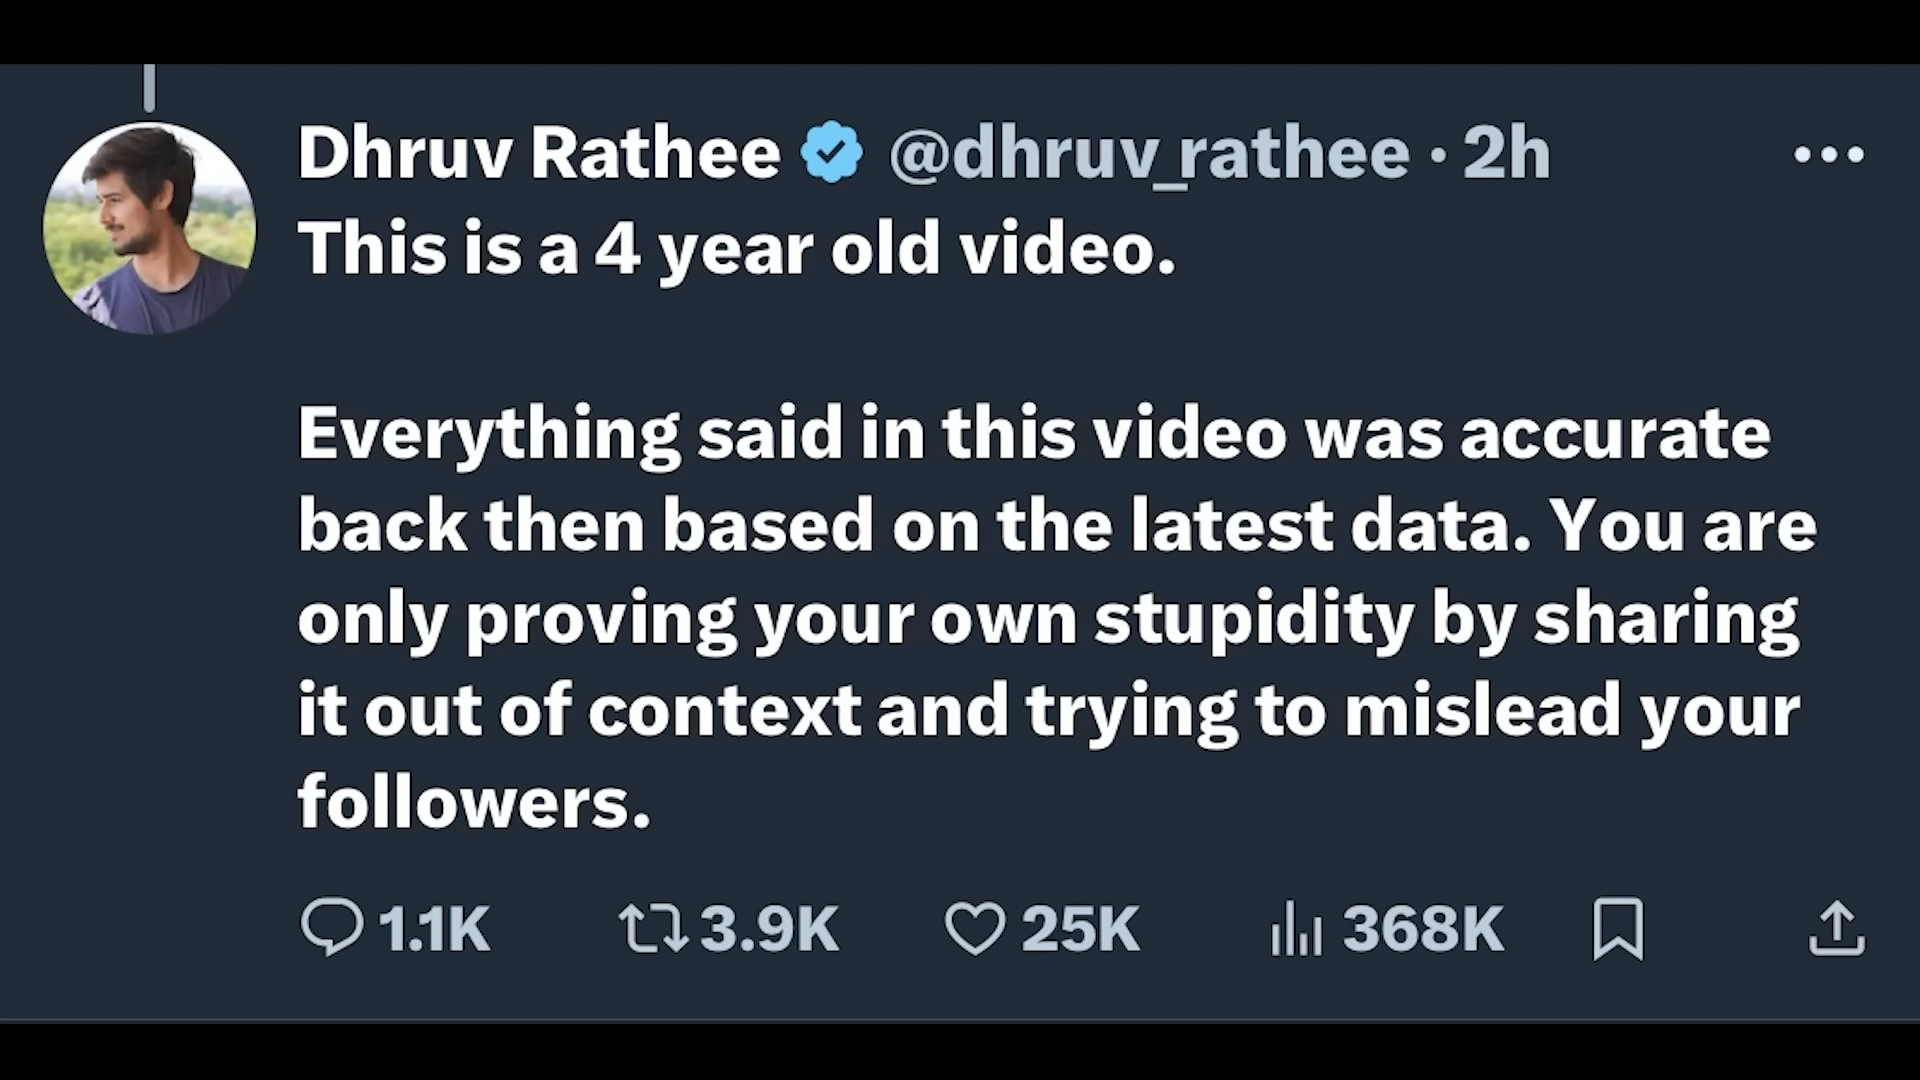 Dhruv Rathee @dhruv_rathee · 2h
This is a 4 year old video.
Everything said in this video was accurate
back then based on the latest data. You are
only proving your own stupidity by sharing
it out of context and trying to mislead your
followers.
1.1K 3.9K 25K 368K